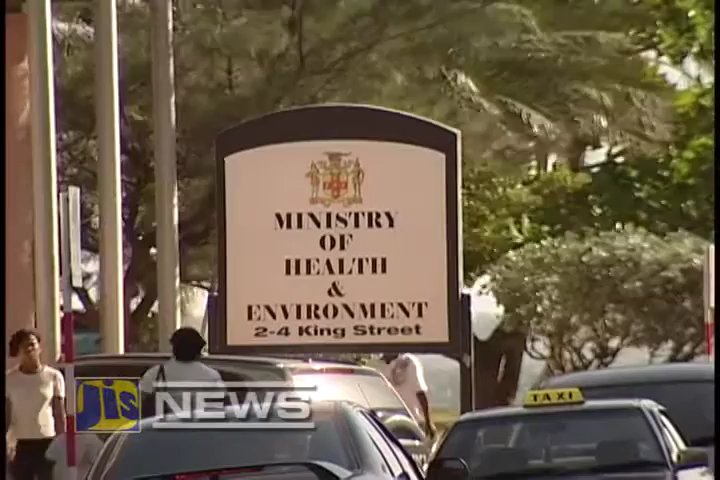 MINISTRY
OF
HEALTH
&
ENVIRONMENT
2-4 King Street
TAXI
Jis NEWS